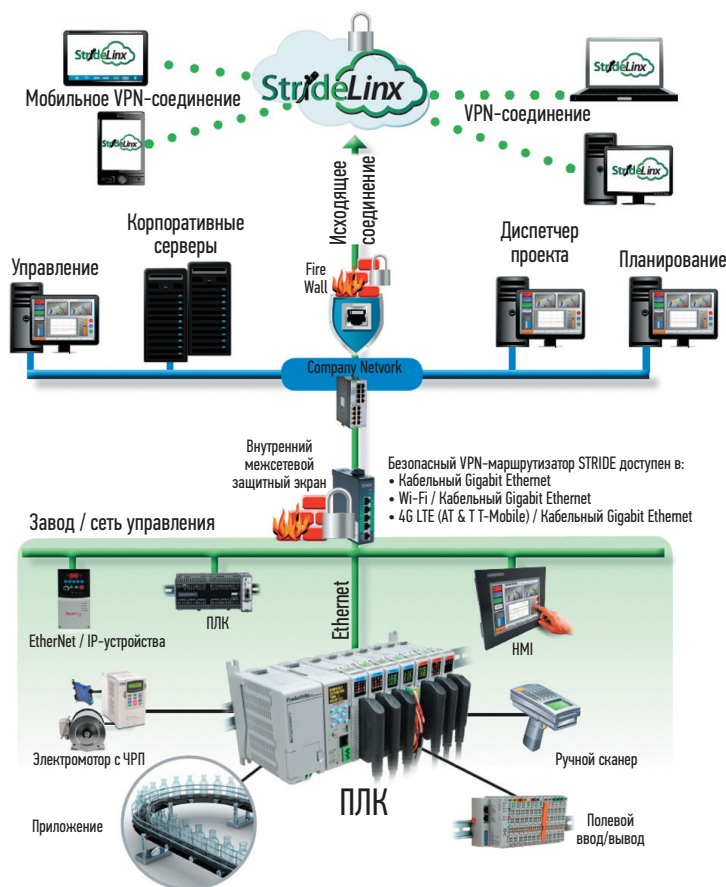 StrideLinx
StrideLinx
StrideLinx
Мобильное VPN-соединение
VPN-соединение
StrideLinx
StrideLinx
Исходящее
соединение
Корпоративные
серверы
Диспетчер
проекта
Управление
Fire
Wall
Планирование
Company Network
Внутренний
межсетевой
защитный экран
Безопасный VPN-маршрутизатор STRIDE доступен в:
• Кабельный Gigabit Ethernet
• Wi-Fi / Кабельный Gigabit Ethernet
• 4G LTE (AT & T T-Mobile) / Кабельный Gigabit Ethernet
Завод / сеть управления
Ethernet
ПЛК
EtherNet / IP-устройства
HMI
Productivity
Электромотор с ЧРП
Ручной сканер
ПЛК
Приложение
Полевой
ввод/вывод